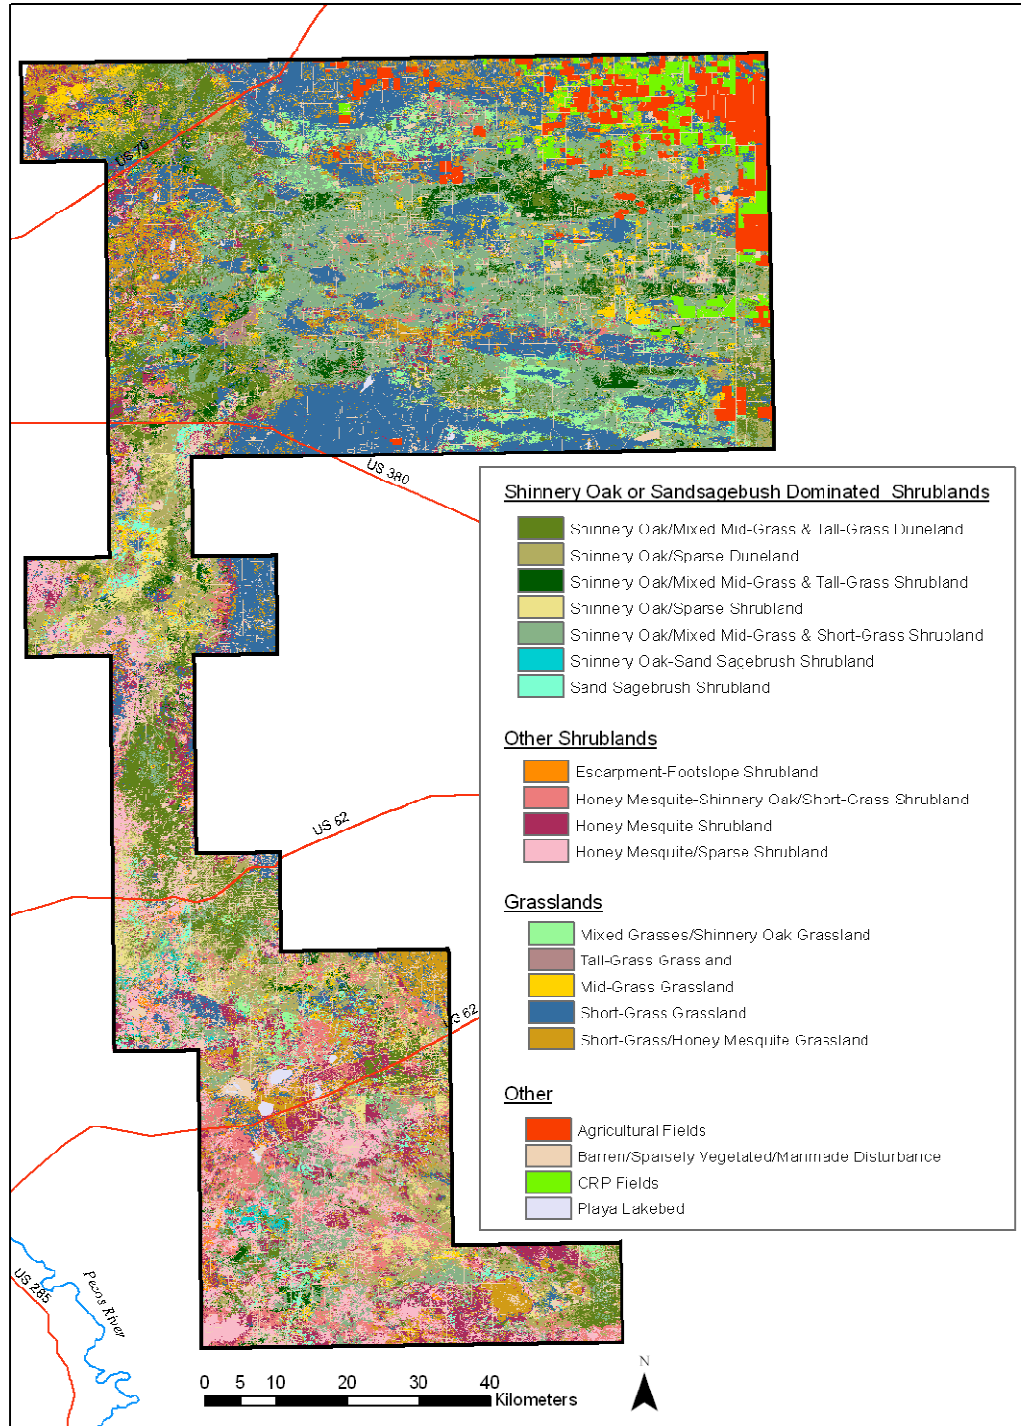 US 70
US 380
Shinnery Oak or Sandsagebush Dominated Shrublands
Shinnery Oak/Mixed Mid-Grass & Tall-Grass Duneland
Shinnery Oak/Sparse Duneland
Shinnery Oak/Mixed Mid-Grass & Tall-Grass Shrubland
Shinnery Oak/Sparse Shrubland
Shinnery Oak/Mixed Mid-Grass & Short-Grass Shrubland
Shinnery Oak-Sand Sagebrush Shrubland
Sand Sagebrush Shrubland
Other Shrublands
Escarpment-Footslope Shrubland
Honey Mesquite-Shinnery Oak/Short-Grass Shrubland
Honey Mesquite Shrubland
Honey Mesquite/Sparse Shrubland
US 62
Grasslands
Mixed Grasses/Shinnery Oak Grassland
Tall-Grass Grassland
Mid-Grass Grassland
Short-Grass Grassland
Short-Grass/Honey Mesquite Grassland
US 62
Other
Agricultural Fields
Barren/Sparsely Vegetated/Manmade Disturbance
CRP Fields
Playa Lakebed
US 285
Pecos River
N
0 5 10 20 30 40
Kilometers